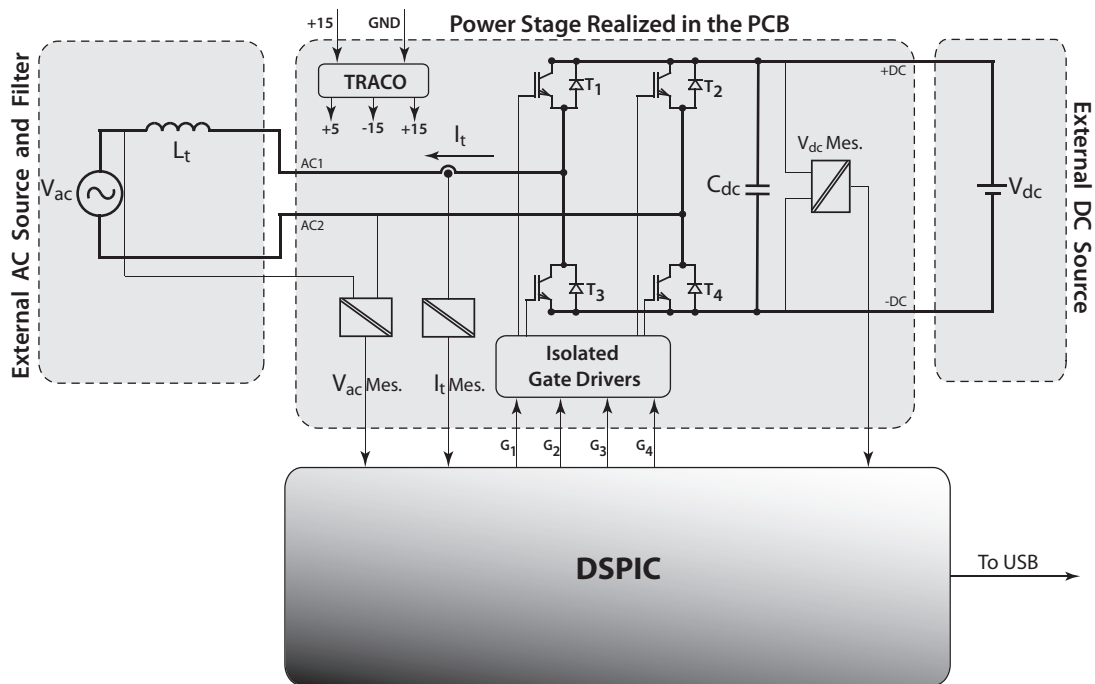 Power Stage Realized in the PCB
External AC Source and Filter
External DC Source
+15
GND
TRACO
+5
-15
+15
T1
T2
+DC
It
Lt
AC1
Vac
AC2
Vdc Mes.
Cdc
Vdc
T3
T4
-DC
Isolated
Gate Drivers
Vac Mes.
It Mes.
G1
G2
G3
G4
DSPIC
To USB